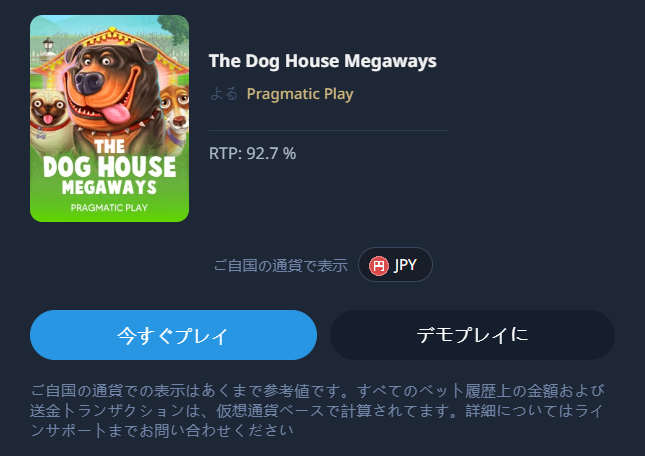 The Dog House Megaways
よる Pragmatic Play
RTP: 92.7 %
THE
DOG HOUSE
MEGAWAYS
PRAGMATIC PLAY
ご自国の通貨で表示 円 JPY
今すぐプレイ デモプレイに
ご自国の通貨での表示はあくまで参考値です。すべてのベット履歴上の金額および
送金トランザクションは、仮想通貨ベースで計算されてます。詳細についてはライ
ンサポートまでお問い合わせください